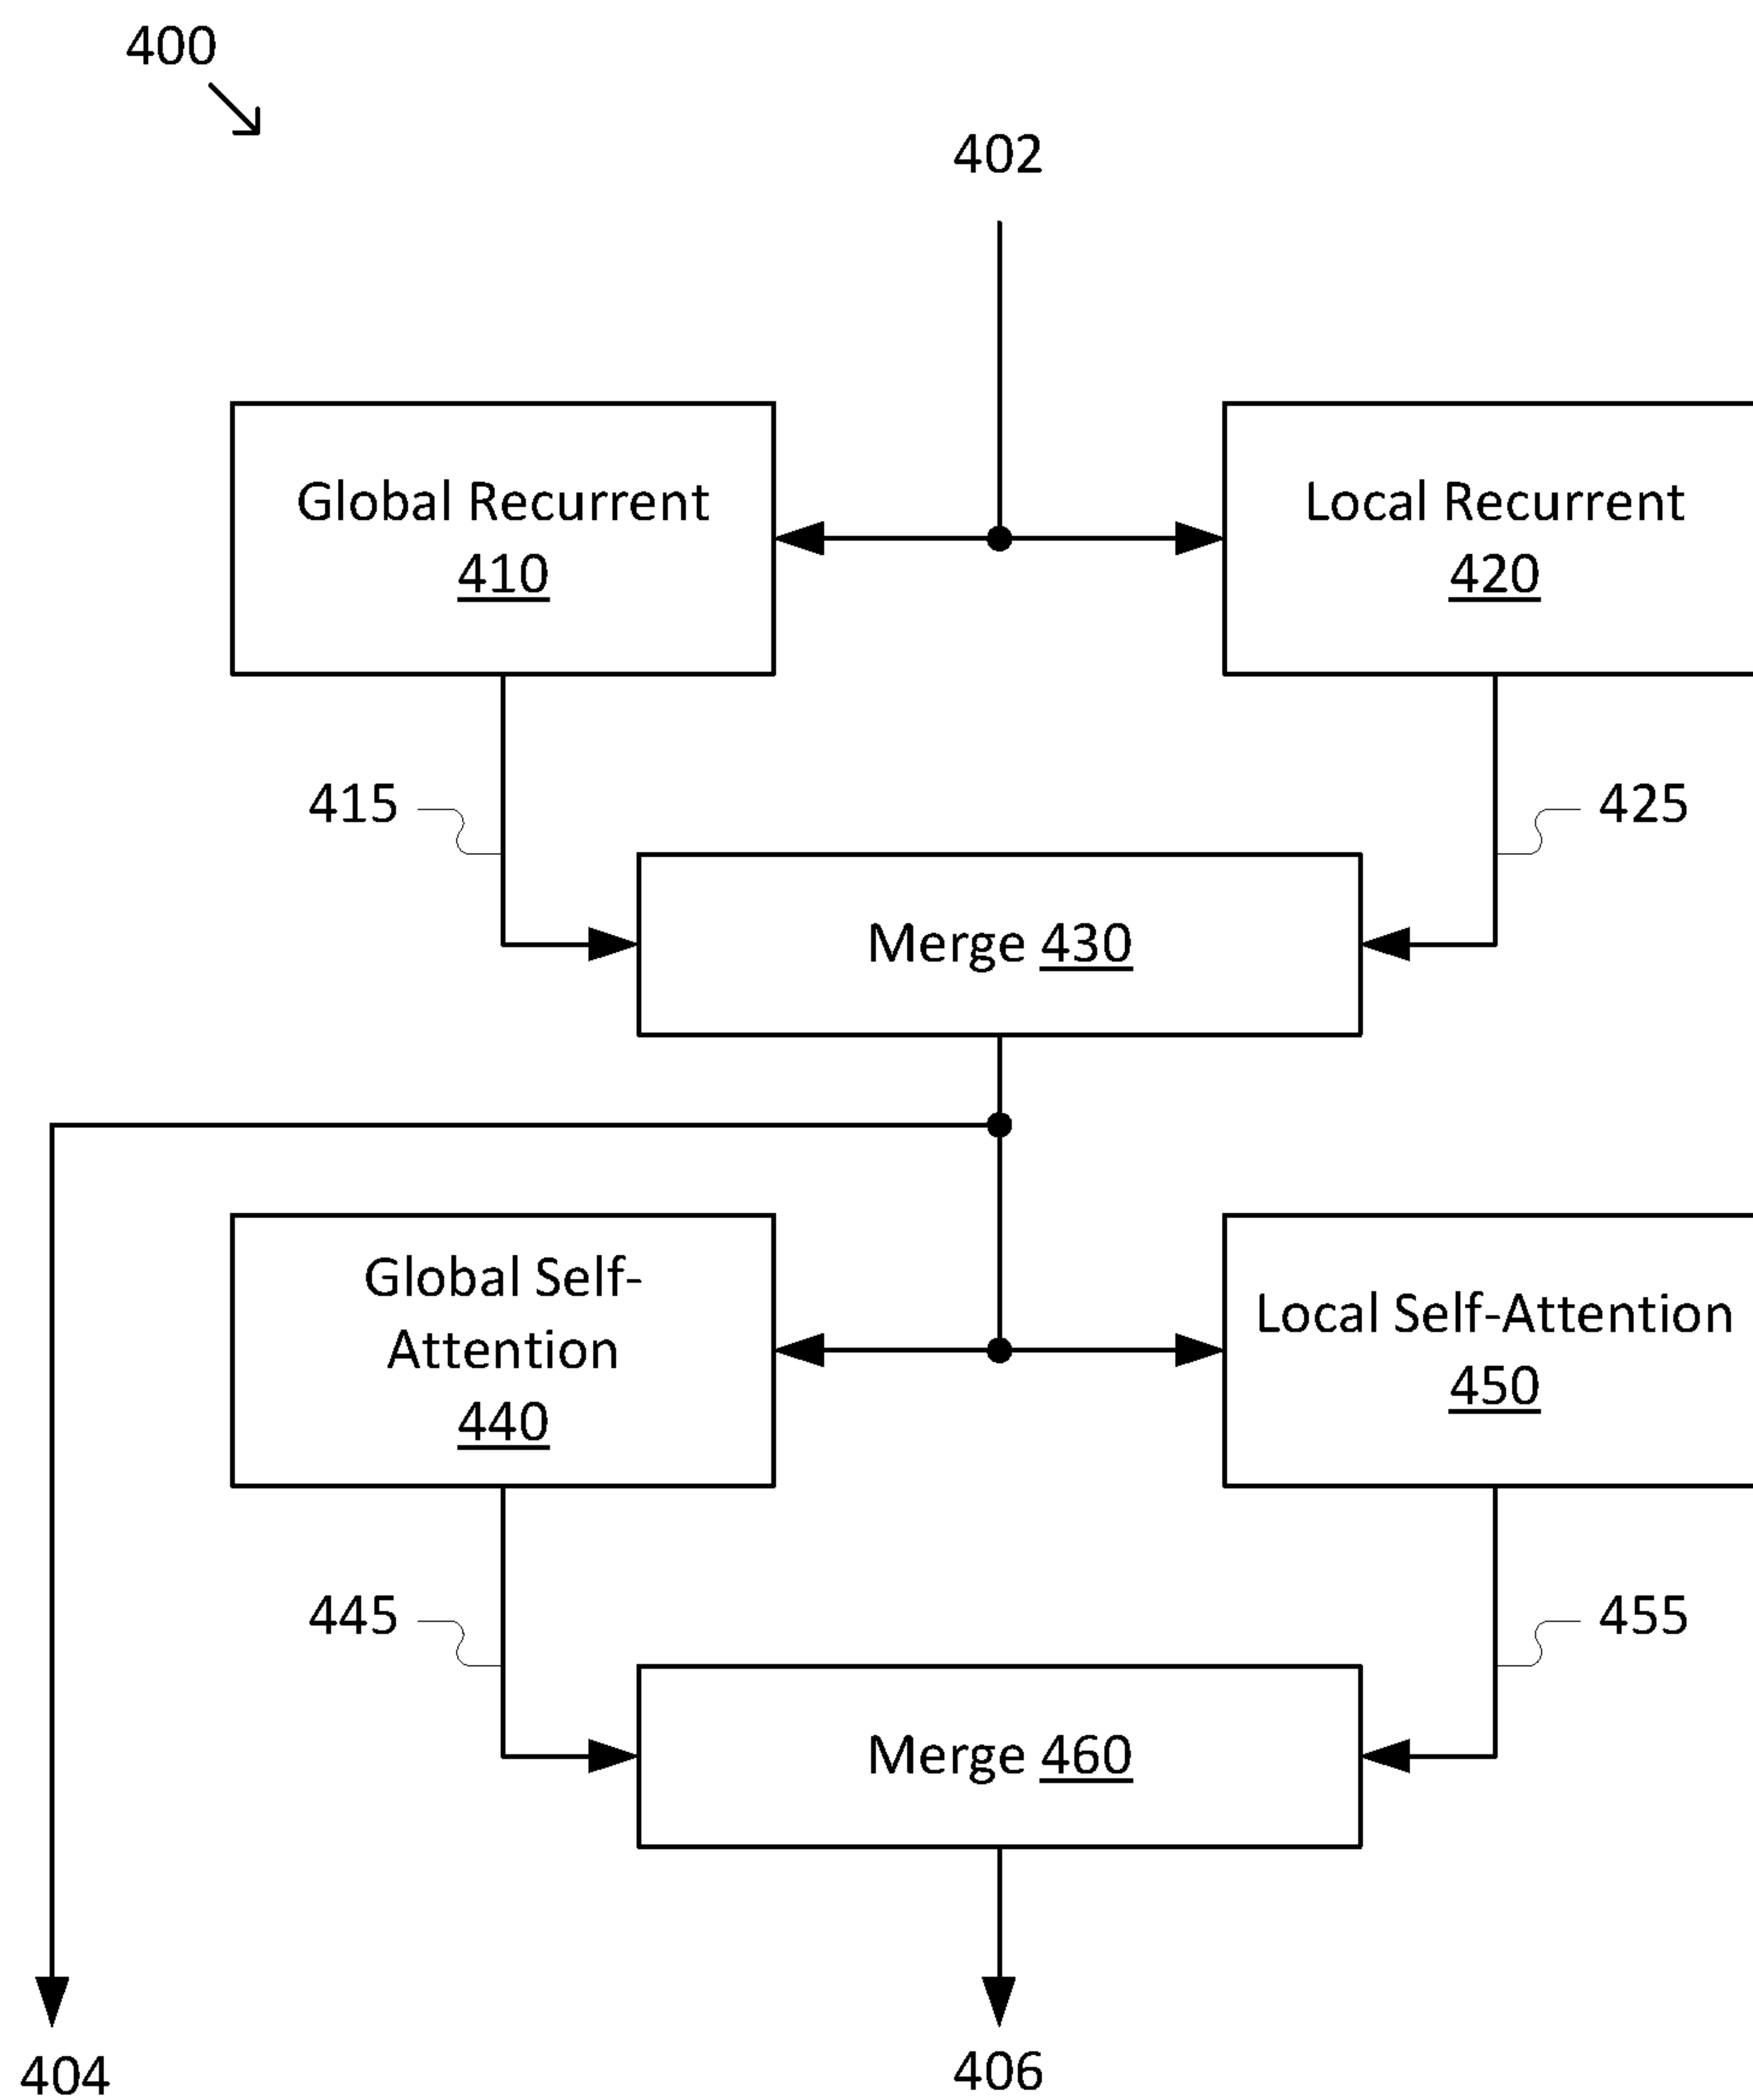 400
402
Global Recurrent
410
Local Recurrent
420
415
425
Merge 430
Global Self-
Attention
440
Local Self-Attention
450
445
455
Merge 460
404
406